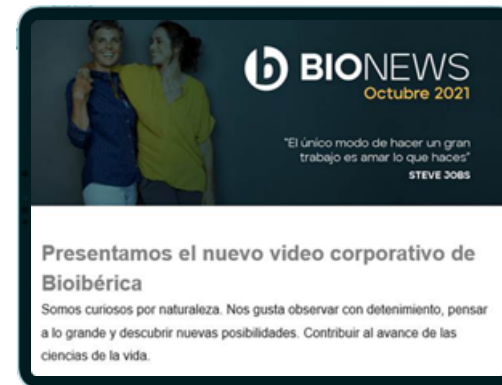 BIONEWS
Octubre 2021
"El único modo de hacer un gran
trabajo es amar lo que haces"
STEVE JOBS
Presentamos el nuevo video corporativo de
Bioibérica
Somos curiosos por naturaleza. Nos gusta observar con detenimiento, pensar
a lo grande y descubrir nuevas posibilidades. Contribuir al avance de las
ciencias de la vida.